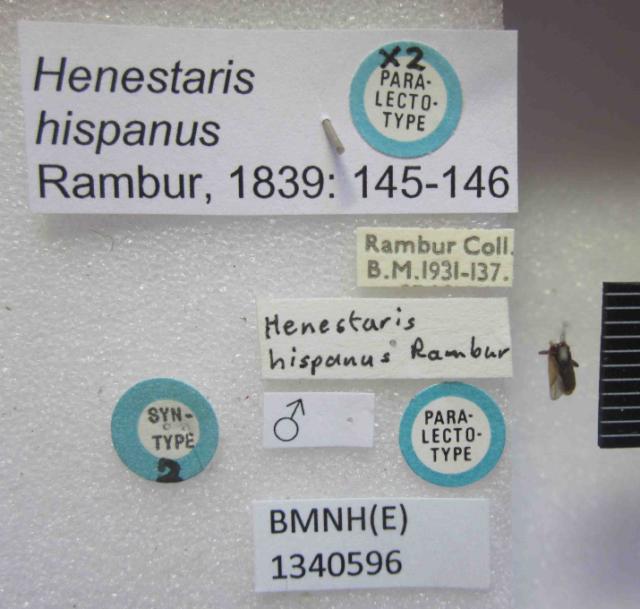 Henestaris
hispanus
Rambur, 1839: 145-146
X2
PARA-
LECTO-
TYPE
Rambur Coll.
B.M.1931-137.
Henestaris
hispanus Rambur
SYN-
TYPE
2
♂
PARA-
LECTO-
TYPE
BMNH(E)
1340596